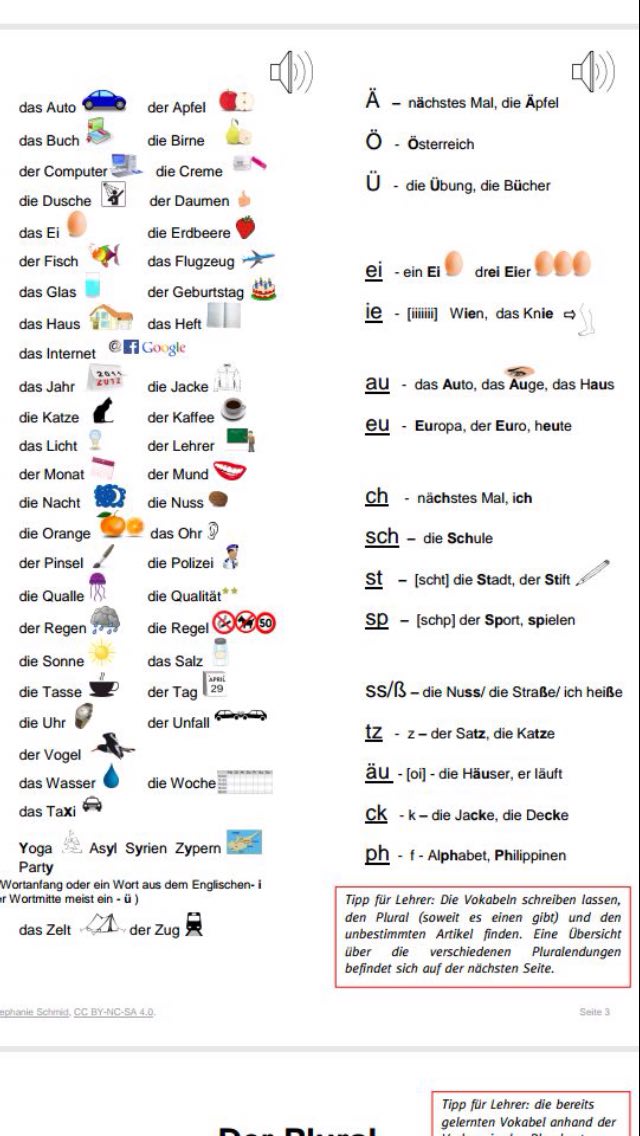 das Auto der Apfel
das Buch die Birne
der Computer die Creme
die Dusche der Daumen
das Ei die Erdbeere
der Fisch das Flugzeug
das Glas der Geburtstag
das Haus das Heft
das Internet @ f Google
das Jahr 2011 2012 die Jacke
die Katze der Kaffee
das Licht der Lehrer
der Monat der Mund
die Nacht die Nuss
die Orange das Ohr
der Pinsel die Polizei
die Qualle die Qualität
der Regen die Regel 50
die Sonne das Salz
die Tasse der Tag APRIL 29
die Uhr der Unfall
der Vogel
das Wasser die Woche
das Taxi
Yoga Asyl Syrien Zypern
Party
Wortanfang oder ein Wort aus dem Englischen- i
r Wortmitte meist ein - ü )
das Zelt der Zug
Ä – nächstes Mal, die Äpfel
Ö - Österreich
Ü - die Übung, die Bücher
ei - ein Ei drei Eier
ie - [iiiiiii] Wien, das Knie
au - das Auto, das Auge, das Haus
eu - Europa, der Euro, heute
ch - nächstes Mal, ich
sch – die Schule
st – [scht] die Stadt, der Stift
sp – [schp] der Sport, spielen
ss/ß – die Nuss/ die Straße/ ich heiße
tz - z – der Satz, die Katze
äu - [oi] - die Häuser, er läuft
ck - k – die Jacke, die Decke
ph - f - Alphabet, Philippinen
Tipp für Lehrer: Die Vokabeln schreiben lassen,
den Plural (soweit es einen gibt) und den
unbestimmten Artikel finden. Eine Übersicht
über die verschiedenen Pluralendungen
befindet sich auf der nächsten Seite.
ephanie Schmid, CC BY-NC-SA 4.0. Seite 3
Tipp für Lehrer: die bereits
gelernten Vokabel anhand der
Der Plural